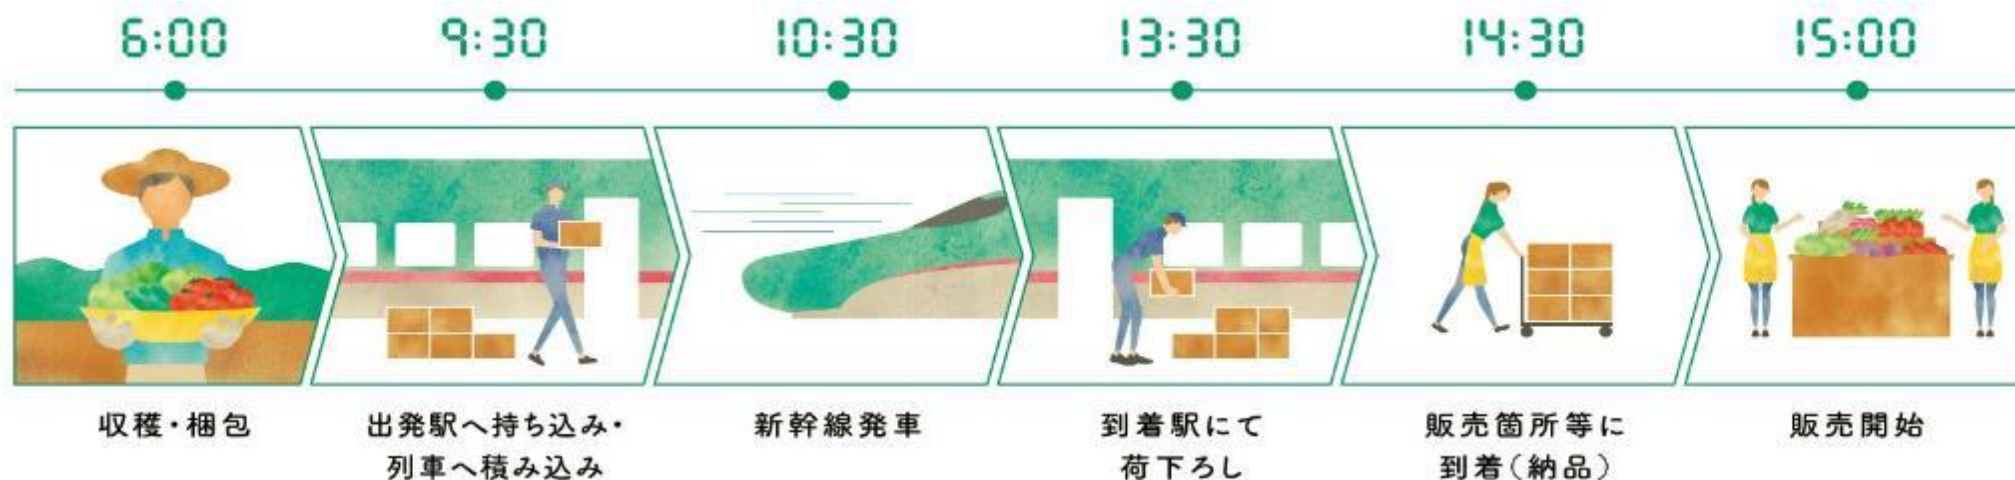 6:00
9:30
10:30
13:30
14:30
15:00
収穫・梱包
出発駅へ持ち込み・
列車へ積み込み
新幹線発車
到着駅にて
荷下ろし
販売箇所等に
到着(納品)
販売開始